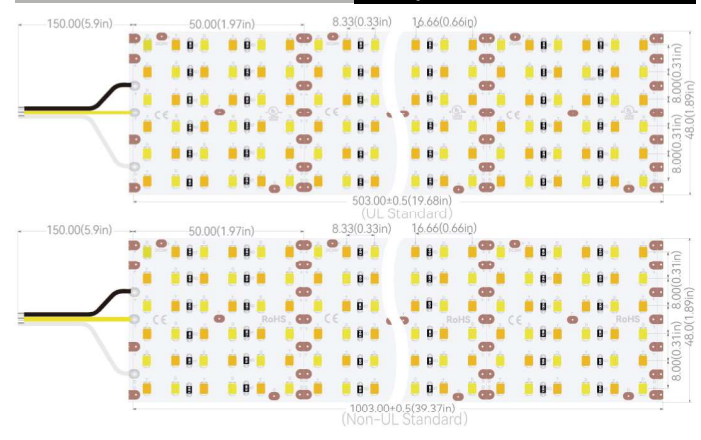 150.00(5.9in) 50.00(1.97in) 8.33(0.33in) 16.66(0.66in)
8.00(0.31in)
8.00(0.31in)
48.0(1.89in)
CE CE CE
503.00±0.5(19.68in)
(UL Standard)
150.00(5.9in) 50.00(1.97in) 8.33(0.33in) 16.66(0.66in)
8.00(0.31in)
8.00(0.31in)
48.0(1.89in)
CE RoHS CE RoHS CE RoHS
1003.00±0.5(39.37in)
(Non-UL Standard)